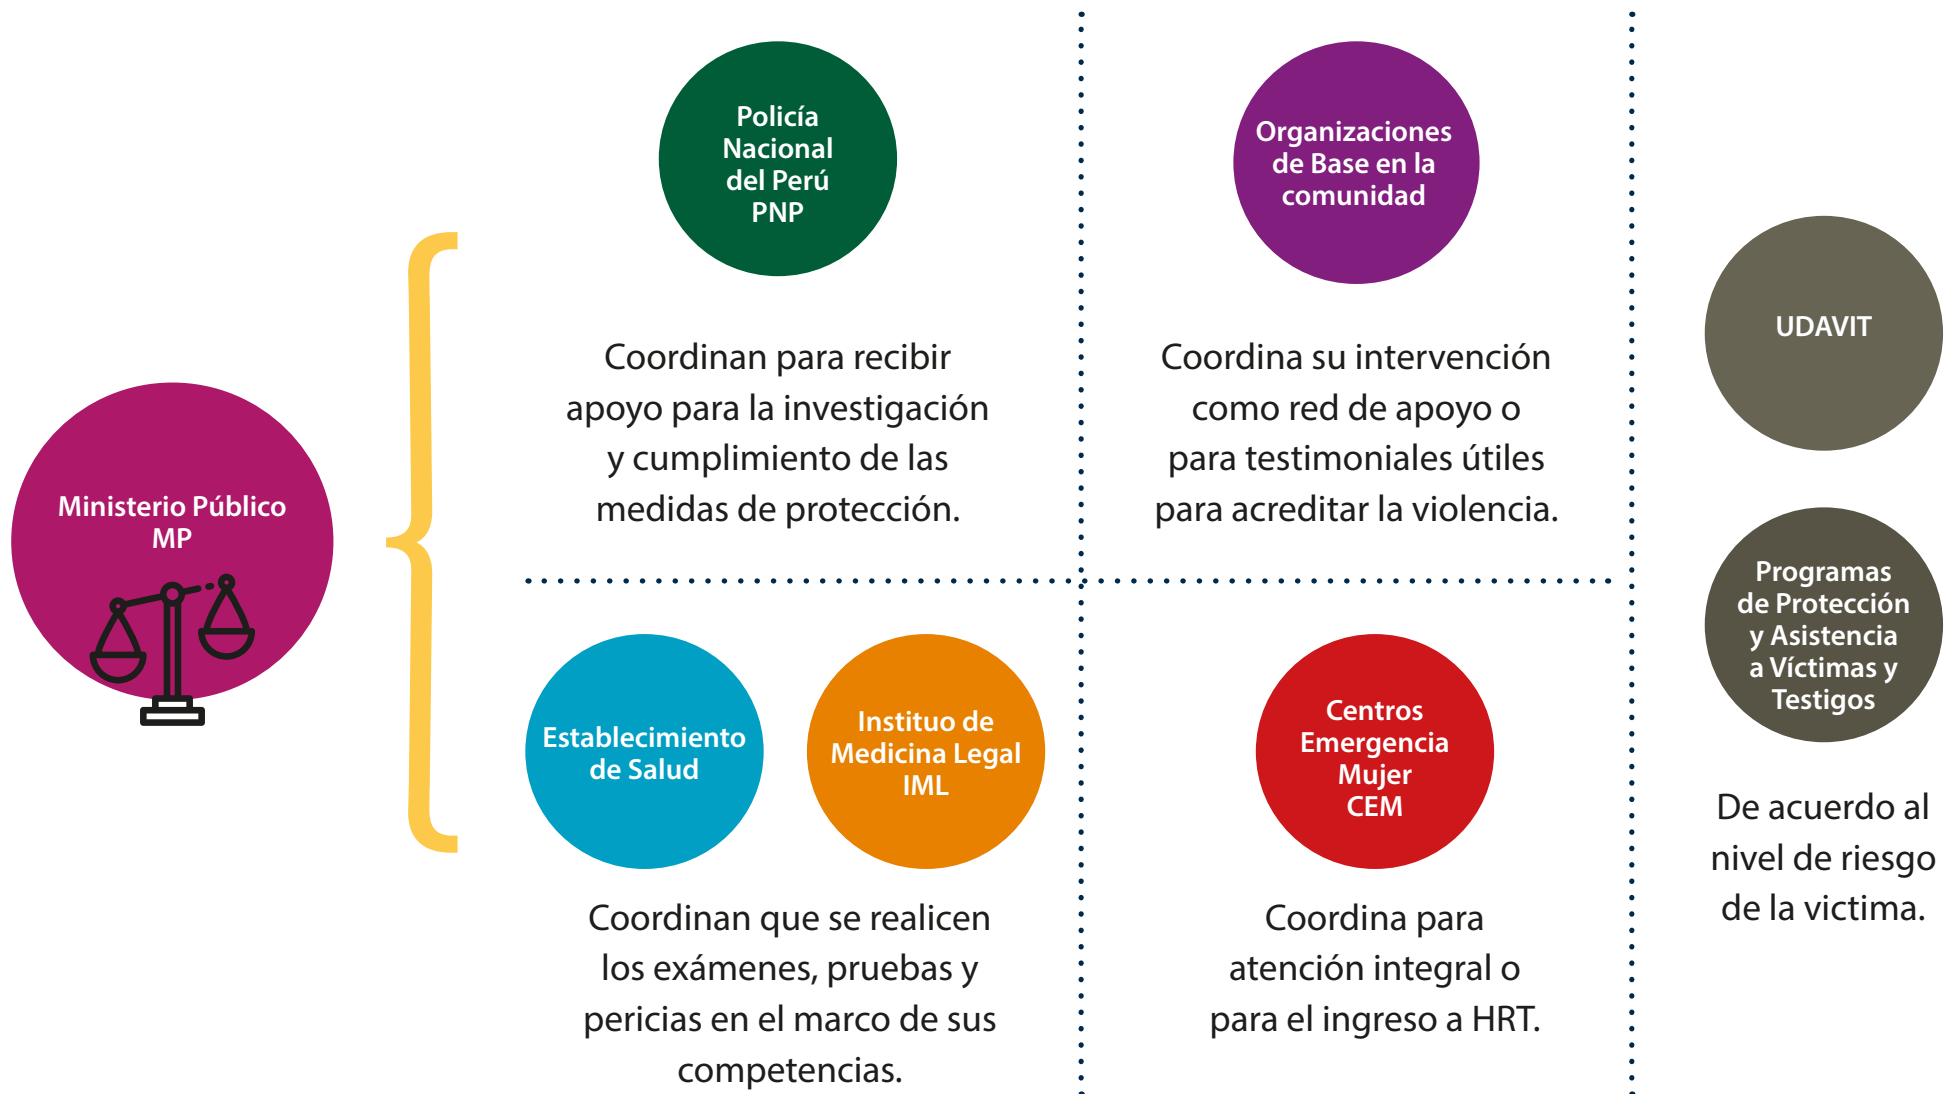 Ministerio Público
MP
Policía
Nacional
del Perú
PNP
Coordinan para recibir
apoyo para la investigación
y cumplimiento de las
medidas de protección.
Organizaciones
de Base en la
comunidad
Coordina su intervención
como red de apoyo o
para testimoniales útiles
para acreditar la violencia.
Establecimiento
de Salud
Instituo de
Medicina Legal
IML
Coordinan que se realicen
los exámenes, pruebas y
pericias en el marco de sus
competencias.
Centros
Emergencia
Mujer
CEM
Coordina para
atención integral o
para el ingreso a HRT.
UDAVIT
Programas
de Protección
y Asistencia
a Víctimas y
Testigos
De acuerdo al
nivel de riesgo
de la victima.